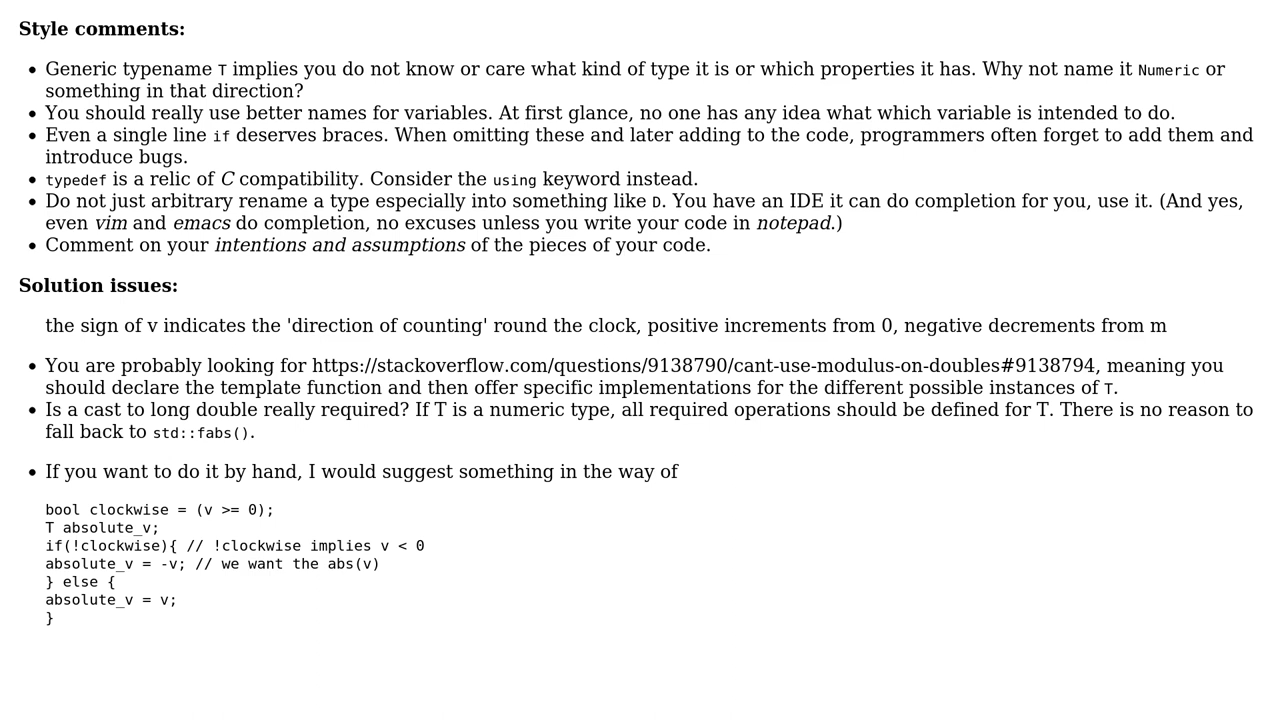 Style comments:
• Generic typename T implies you do not know or care what kind of type it is or which properties it has. Why not name it Numeric or
something in that direction?
• You should really use better names for variables. At first glance, no one has any idea what which variable is intended to do.
• Even a single line if deserves braces. When omitting these and later adding to the code, programmers often forget to add them and
introduce bugs.
• typedef is a relic of C compatibility. Consider the using keyword instead.
• Do not just arbitrary rename a type especially into something like D. You have an IDE it can do completion for you, use it. (And yes,
even vim and emacs do completion, no excuses unless you write your code in notepad.)
• Comment on your intentions and assumptions of the pieces of your code.
Solution issues:
the sign of v indicates the 'direction of counting' round the clock, positive increments from 0, negative decrements from m
• You are probably looking for https://stackoverflow.com/questions/9138790/cant-use-modulus-on-doubles#9138794, meaning you
should declare the template function and then offer specific implementations for the different possible instances of T.
• Is a cast to long double really required? If T is a numeric type, all required operations should be defined for T. There is no reason to
fall back to std::fabs().
• If you want to do it by hand, I would suggest something in the way of
bool clockwise = (v >= 0);
T absolute_v;
if(!clockwise){ // !clockwise implies v < 0
absolute_v = -v; // we want the abs(v)
} else {
absolute_v = v;
}